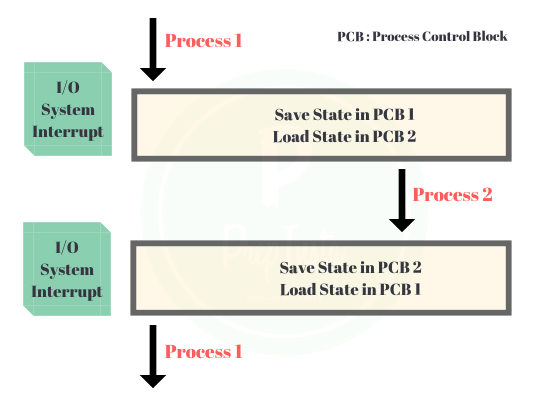 Process 1
PCB : Process Control Block
I/O
System
Interrupt
Save State in PCB 1
Load State in PCB 2
Process 2
I/O
System
Interrupt
Save State in PCB 2
Load State in PCB 1
Process 1